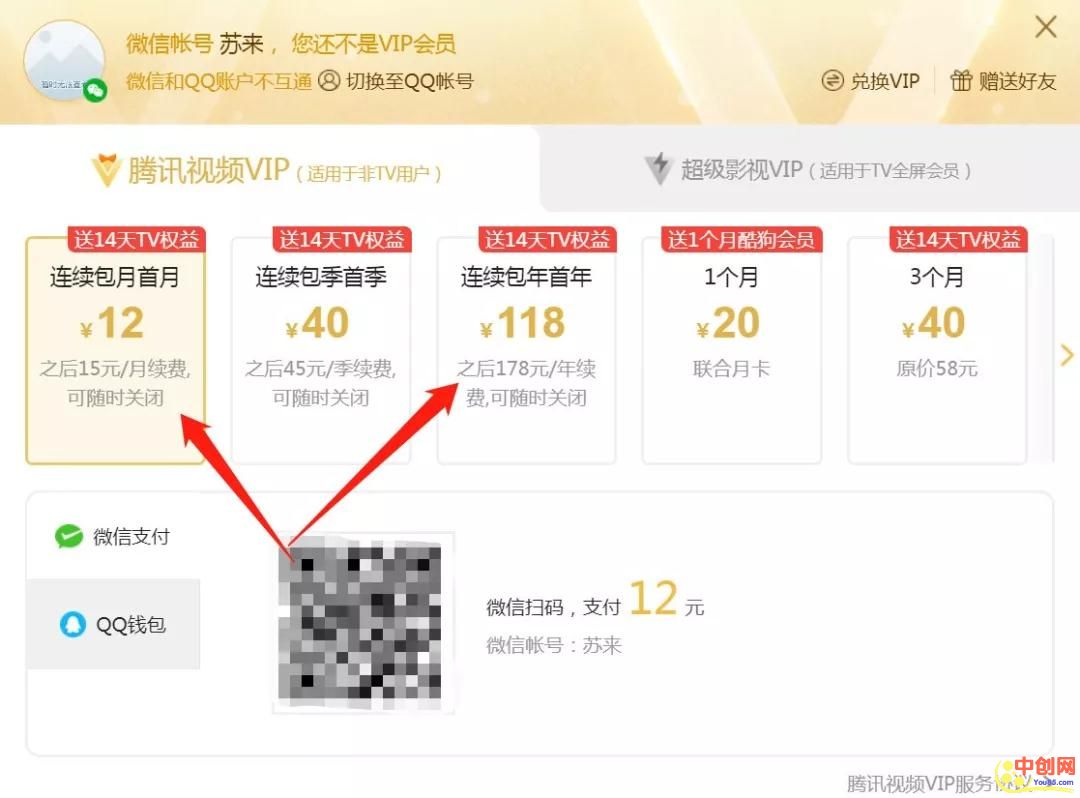 微信帐号 苏来，您还不是VIP会员
微信和QQ账户不互通 切换至QQ帐号
兑换VIP 赠送好友
腾讯视频VIP（适用于非TV用户）
超级影视VIP（适用于TV全屏会员）
送14天TV权益
连续包月首月
¥12
之后15元/月续费,
可随时关闭
送14天TV权益
连续包季首季
¥40
之后45元/季续费,
可随时关闭
送14天TV权益
连续包年首年
¥118
之后178元/年续
费,可随时关闭
送1个月酷狗会员
1个月
¥20
联合月卡
送14天TV权益
3个月
¥40
原价58元
微信支付
QQ钱包
微信扫码，支付 12 元
微信帐号：苏来
腾讯视频VIP服务协议
中创网
You85.com